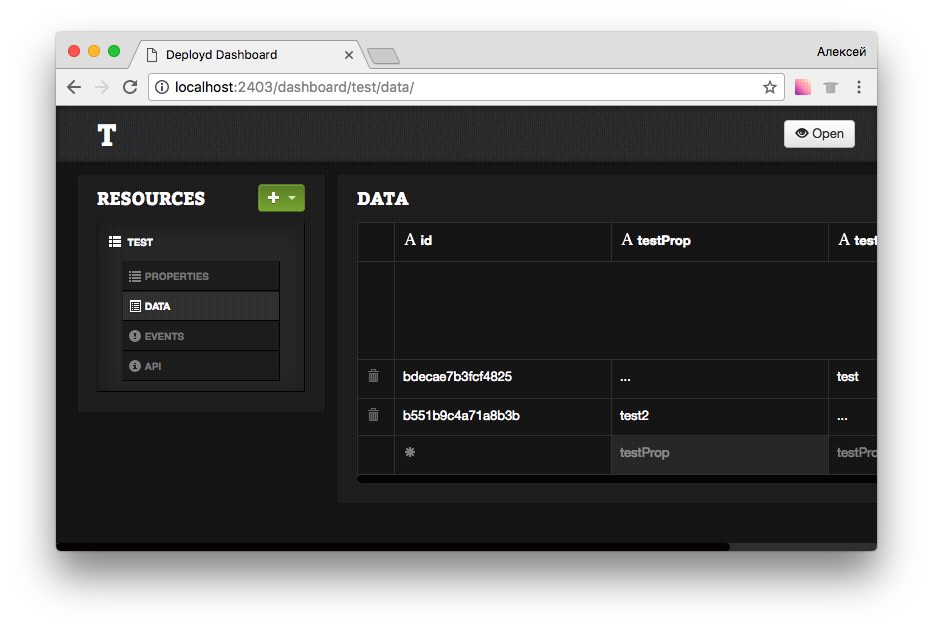 Deployd Dashboard
Алексей
localhost:2403/dashboard/test/data/
T
Open
RESOURCES
TEST
PROPERTIES
DATA
EVENTS
API
DATA
A id A testProp A test
bdecae7b3fcf4825 ... test
b551b9c4a71a8b3b test2 ...
testProp testPro